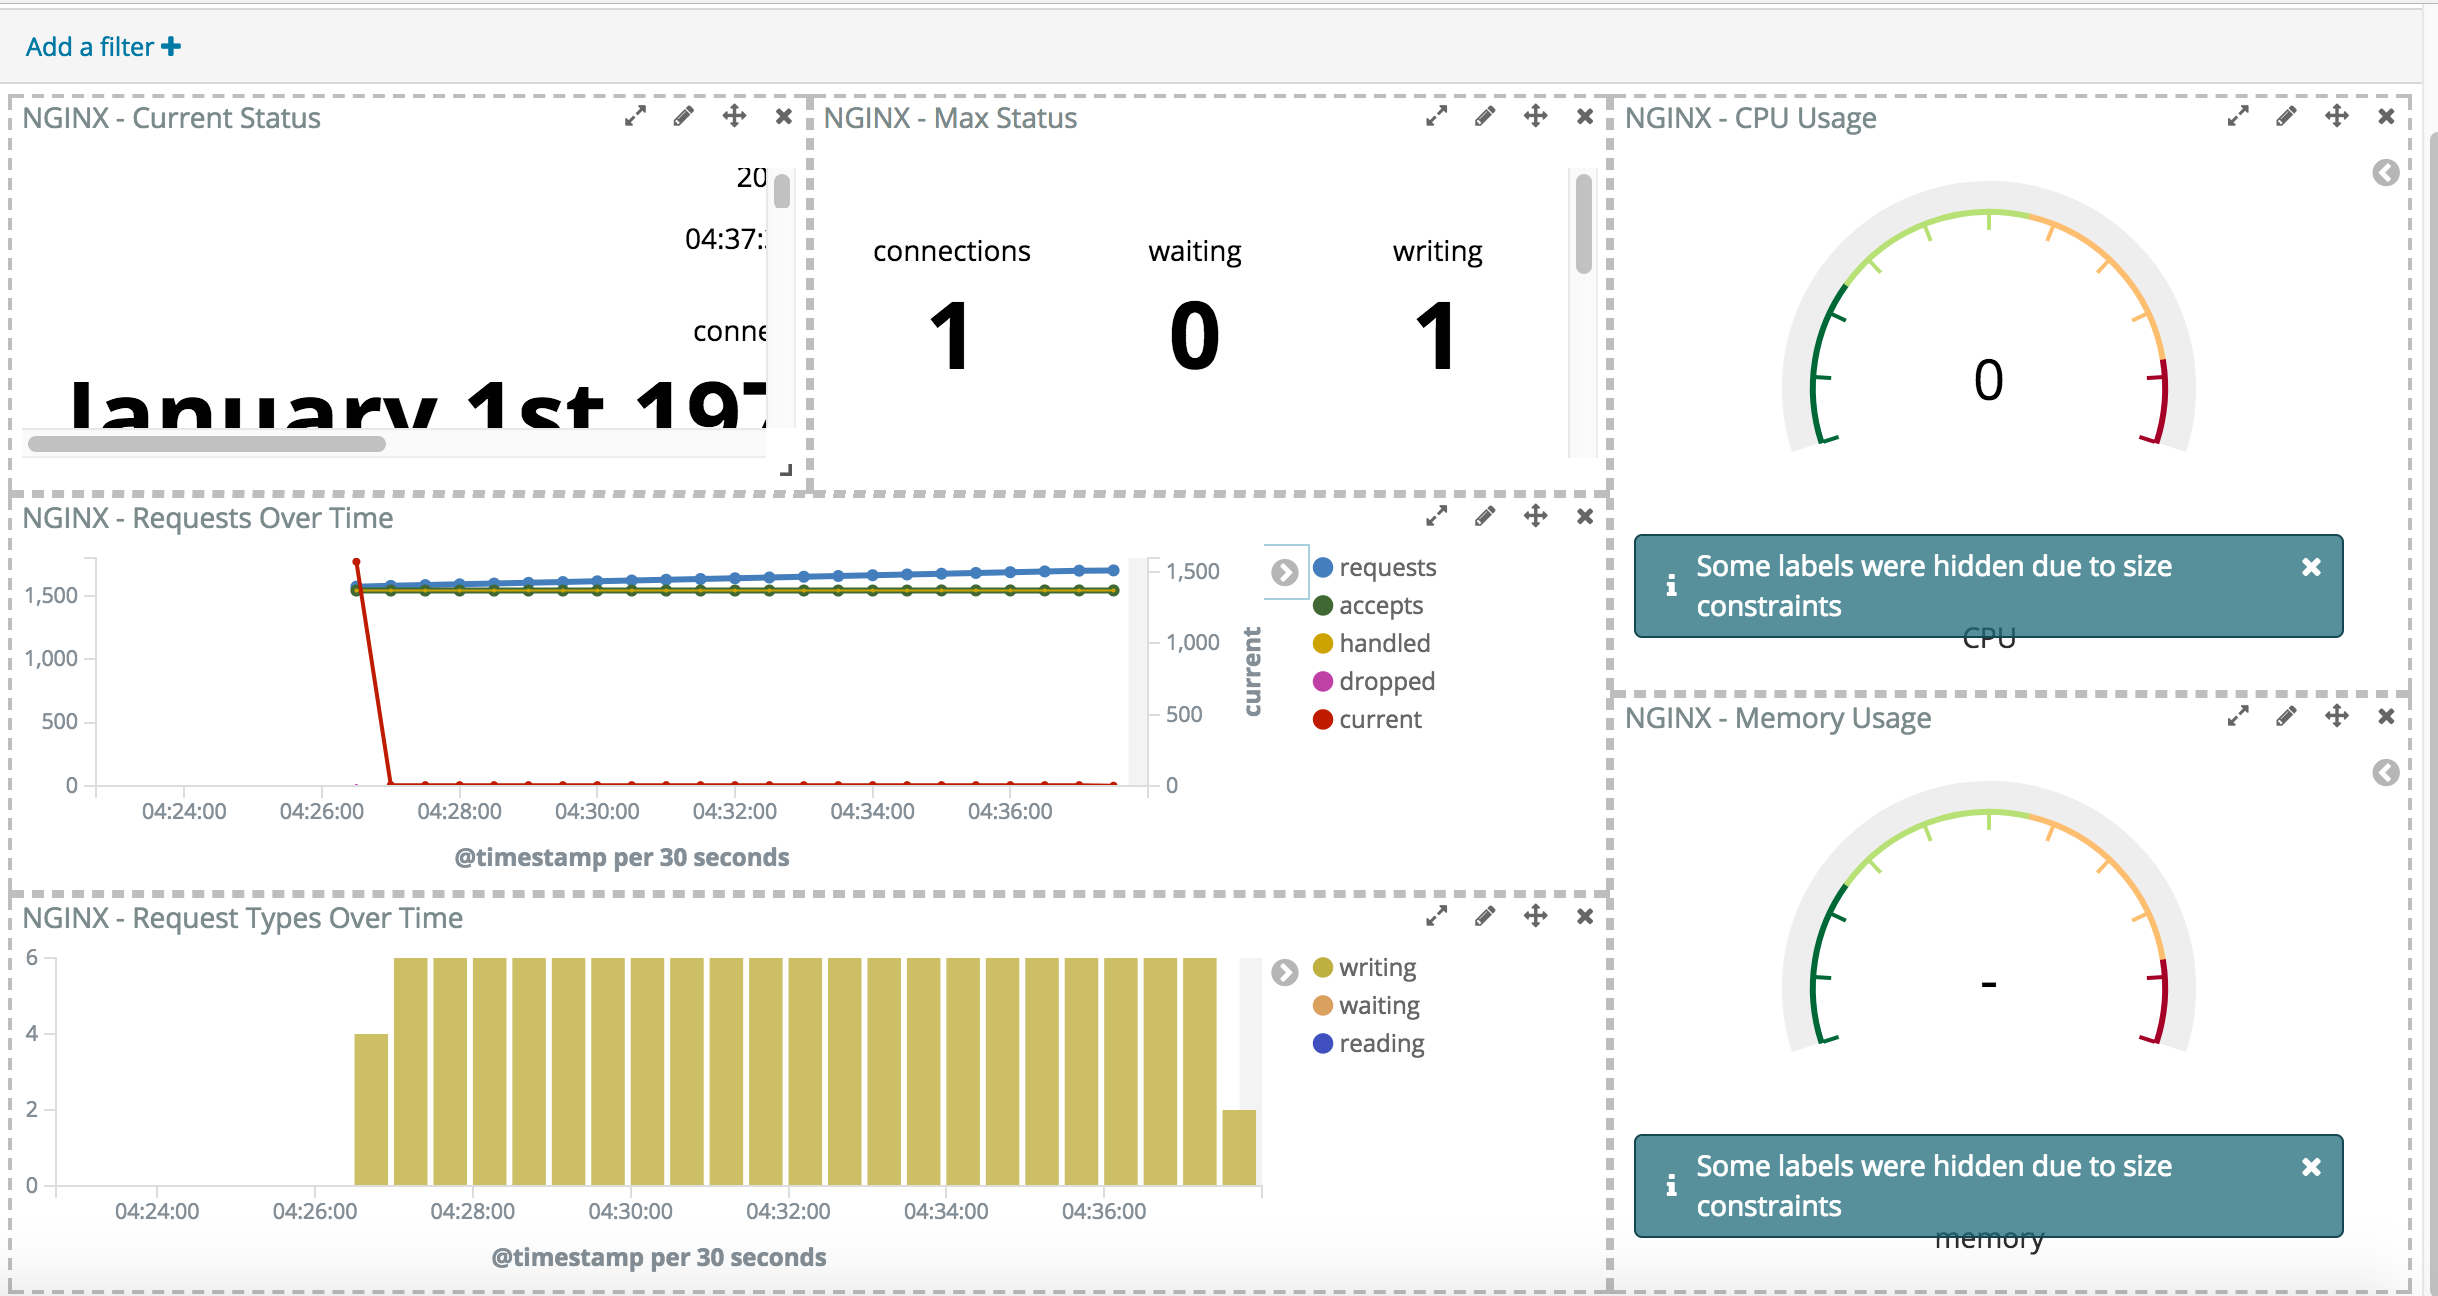 Add a filter
NGINX - Current Status
20
04:37:
conne
January 1st 197
NGINX - Max Status
connections waiting writing
1 0 1
NGINX - CPU Usage
0
Some labels were hidden due to size
constraints
CPU
NGINX - Requests Over Time
1,500
1,000
500
0
04:24:00 04:26:00 04:28:00 04:30:00 04:32:00 04:34:00 04:36:00
@timestamp per 30 seconds
1,500
1,000
500
0
current
requests
accepts
handled
dropped
current
NGINX - Memory Usage
-
Some labels were hidden due to size
constraints
memory
NGINX - Request Types Over Time
6
4
2
0
04:24:00 04:26:00 04:28:00 04:30:00 04:32:00 04:34:00 04:36:00
@timestamp per 30 seconds
writing
waiting
reading